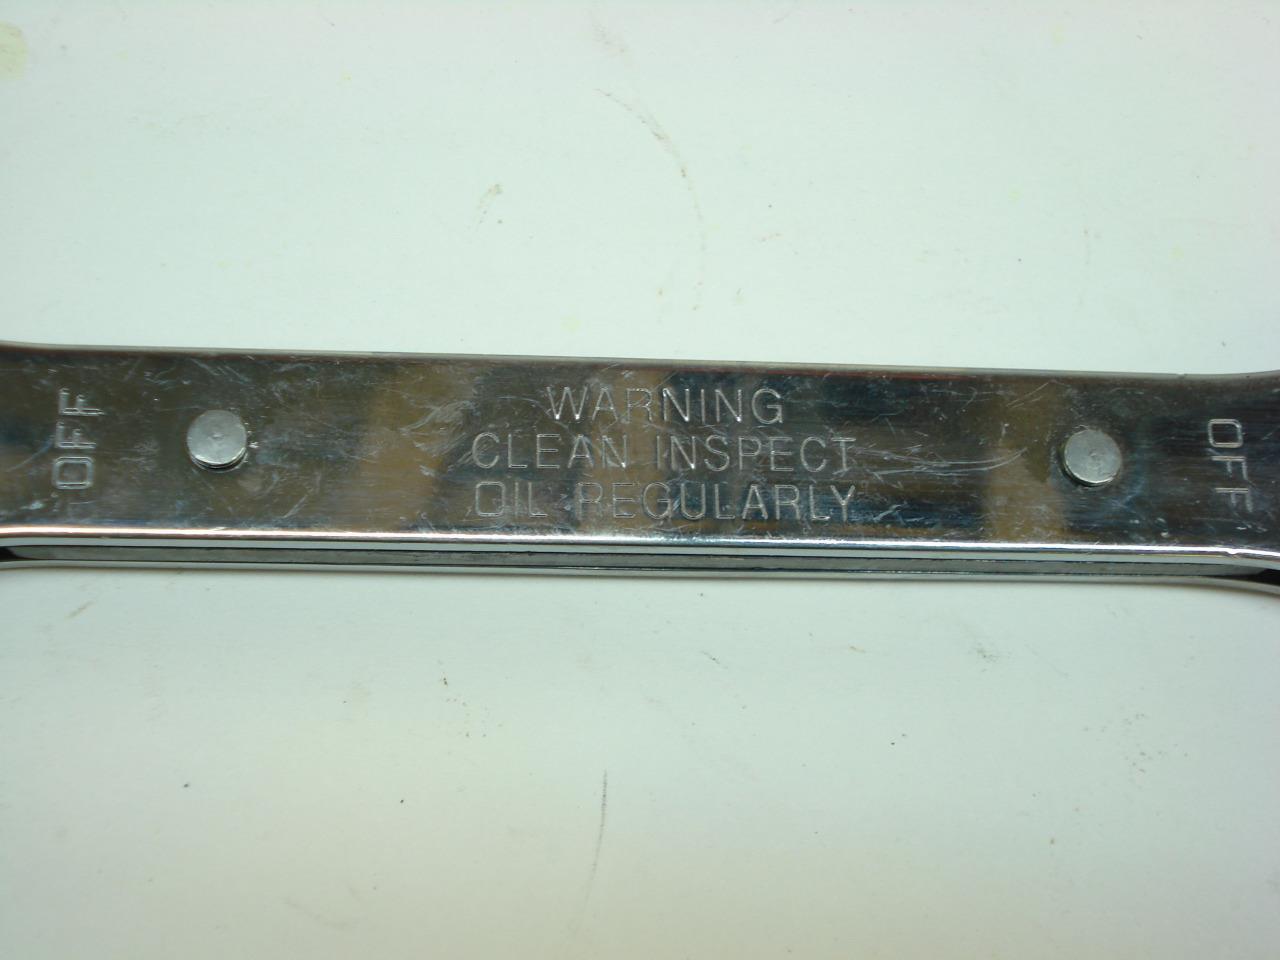 OFF
WARNING
CLEAN INSPECT
OIL REGULARLY
OFF